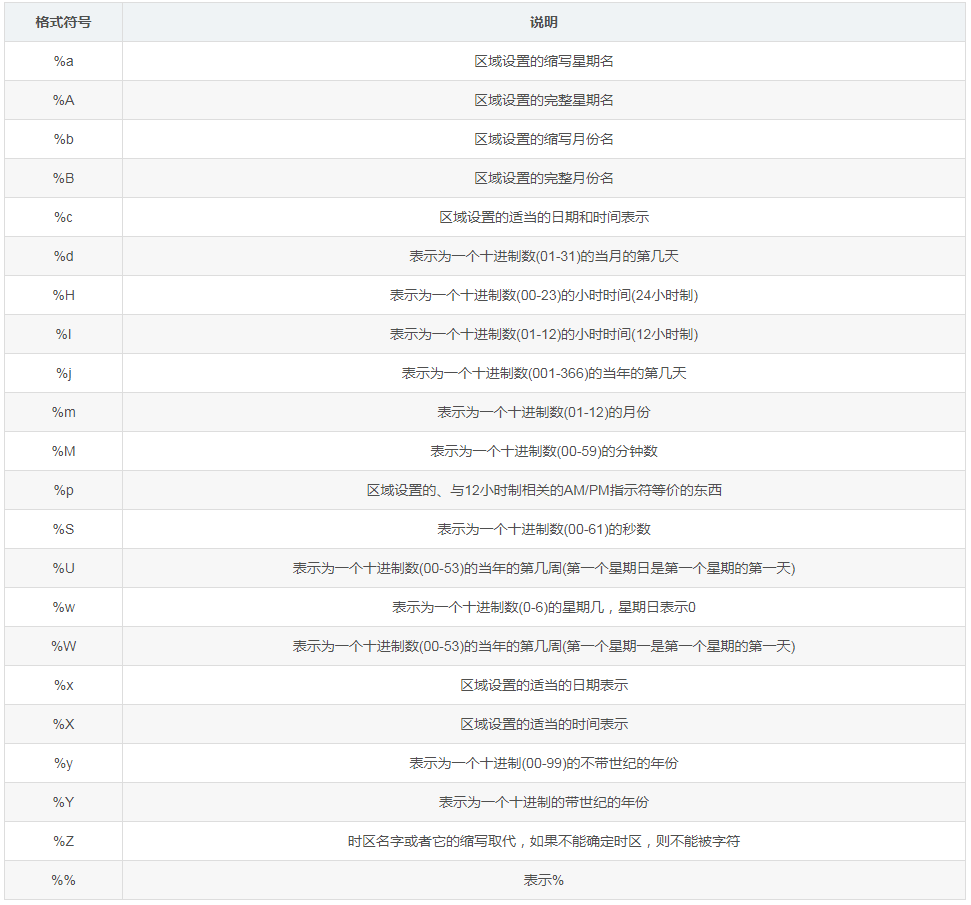 格式符号 说明
%a 区域设置的缩写星期名
%A 区域设置的完整星期名
%b 区域设置的缩写月份名
%B 区域设置的完整月份名
%c 区域设置的适当的日期和时间表示
%d 表示为一个十进制数(01-31)的当月的第几天
%H 表示为一个十进制数(00-23)的小时时间(24小时制)
%I 表示为一个十进制数(01-12)的小时时间(12小时制)
%j 表示为一个十进制数(001-366)的当年的第几天
%m 表示为一个十进制数(01-12)的月份
%M 表示为一个十进制数(00-59)的分钟数
%p 区域设置的、与12小时制相关的AM/PM指示符等价的东西
%S 表示为一个十进制数(00-61)的秒数
%U 表示为一个十进制数(00-53)的当年的第几周(第一个星期日是第一个星期的第一天)
%w 表示为一个十进制数(0-6)的星期几，星期日表示0
%W 表示为一个十进制数(00-53)的当年的第几周(第一个星期一是第一个星期的第一天)
%x 区域设置的适当的日期表示
%X 区域设置的适当的时间表示
%y 表示为一个十进制(00-99)的不带世纪的年份
%Y 表示为一个十进制的带世纪的年份
%Z 时区名字或者它的缩写取代，如果不能确定时区，则不能被字符
%% 表示%